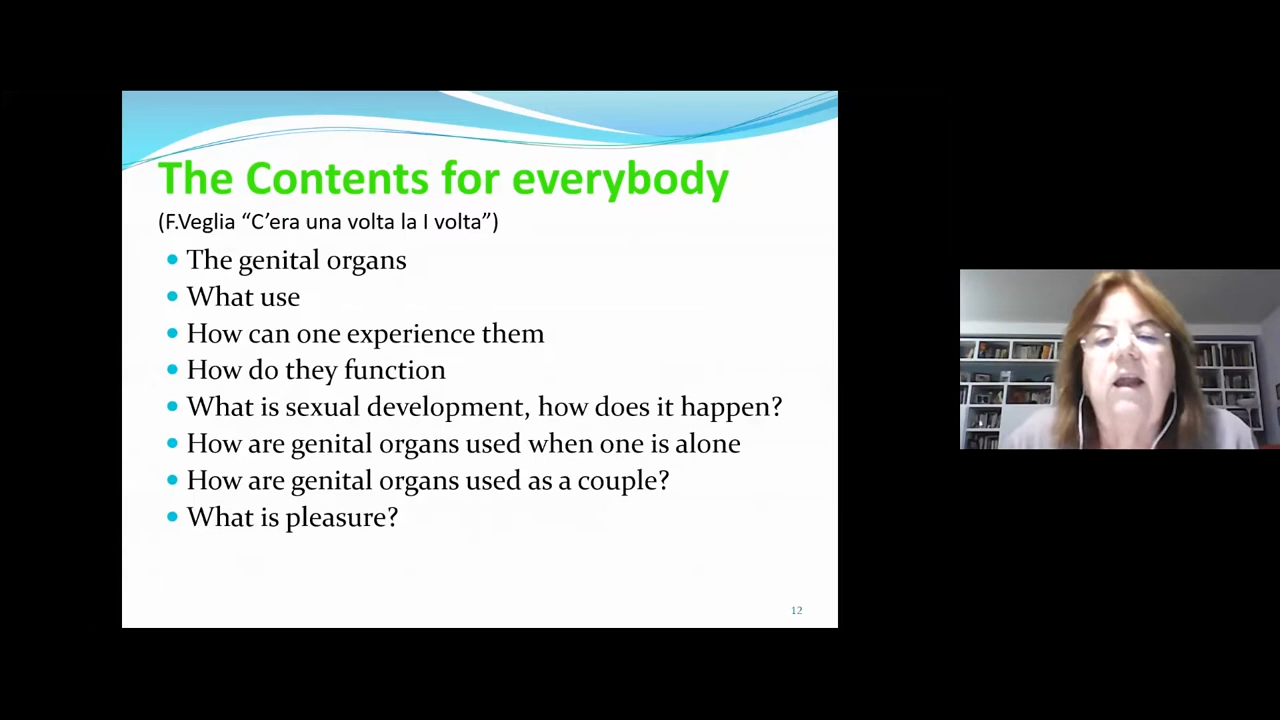 The Contents for everybody
(F.Veglia “C’era una volta la I volta”)
• The genital organs
• What use
• How can one experience them
• How do they function
• What is sexual development, how does it happen?
• How are genital organs used when one is alone
• How are genital organs used as a couple?
• What is pleasure?
12